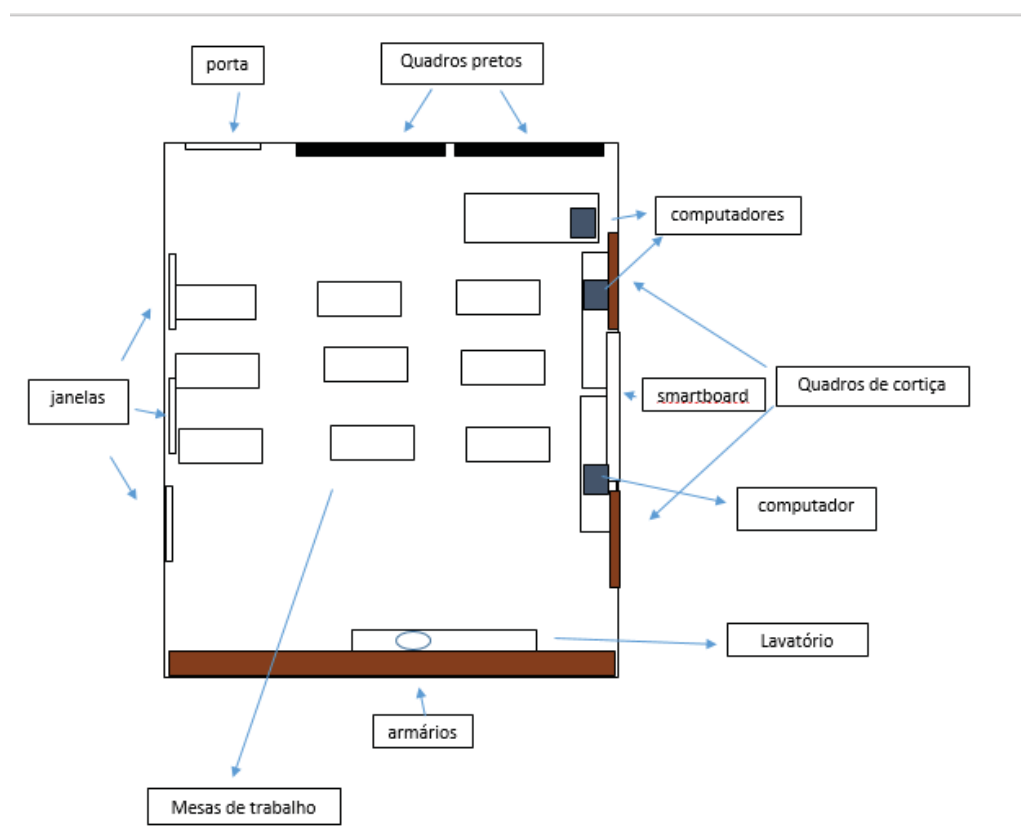 porta
Quadros pretos
computadores
Quadros de cortiça
janelas
smartboard
computador
Lavatório
armários
Mesas de trabalho